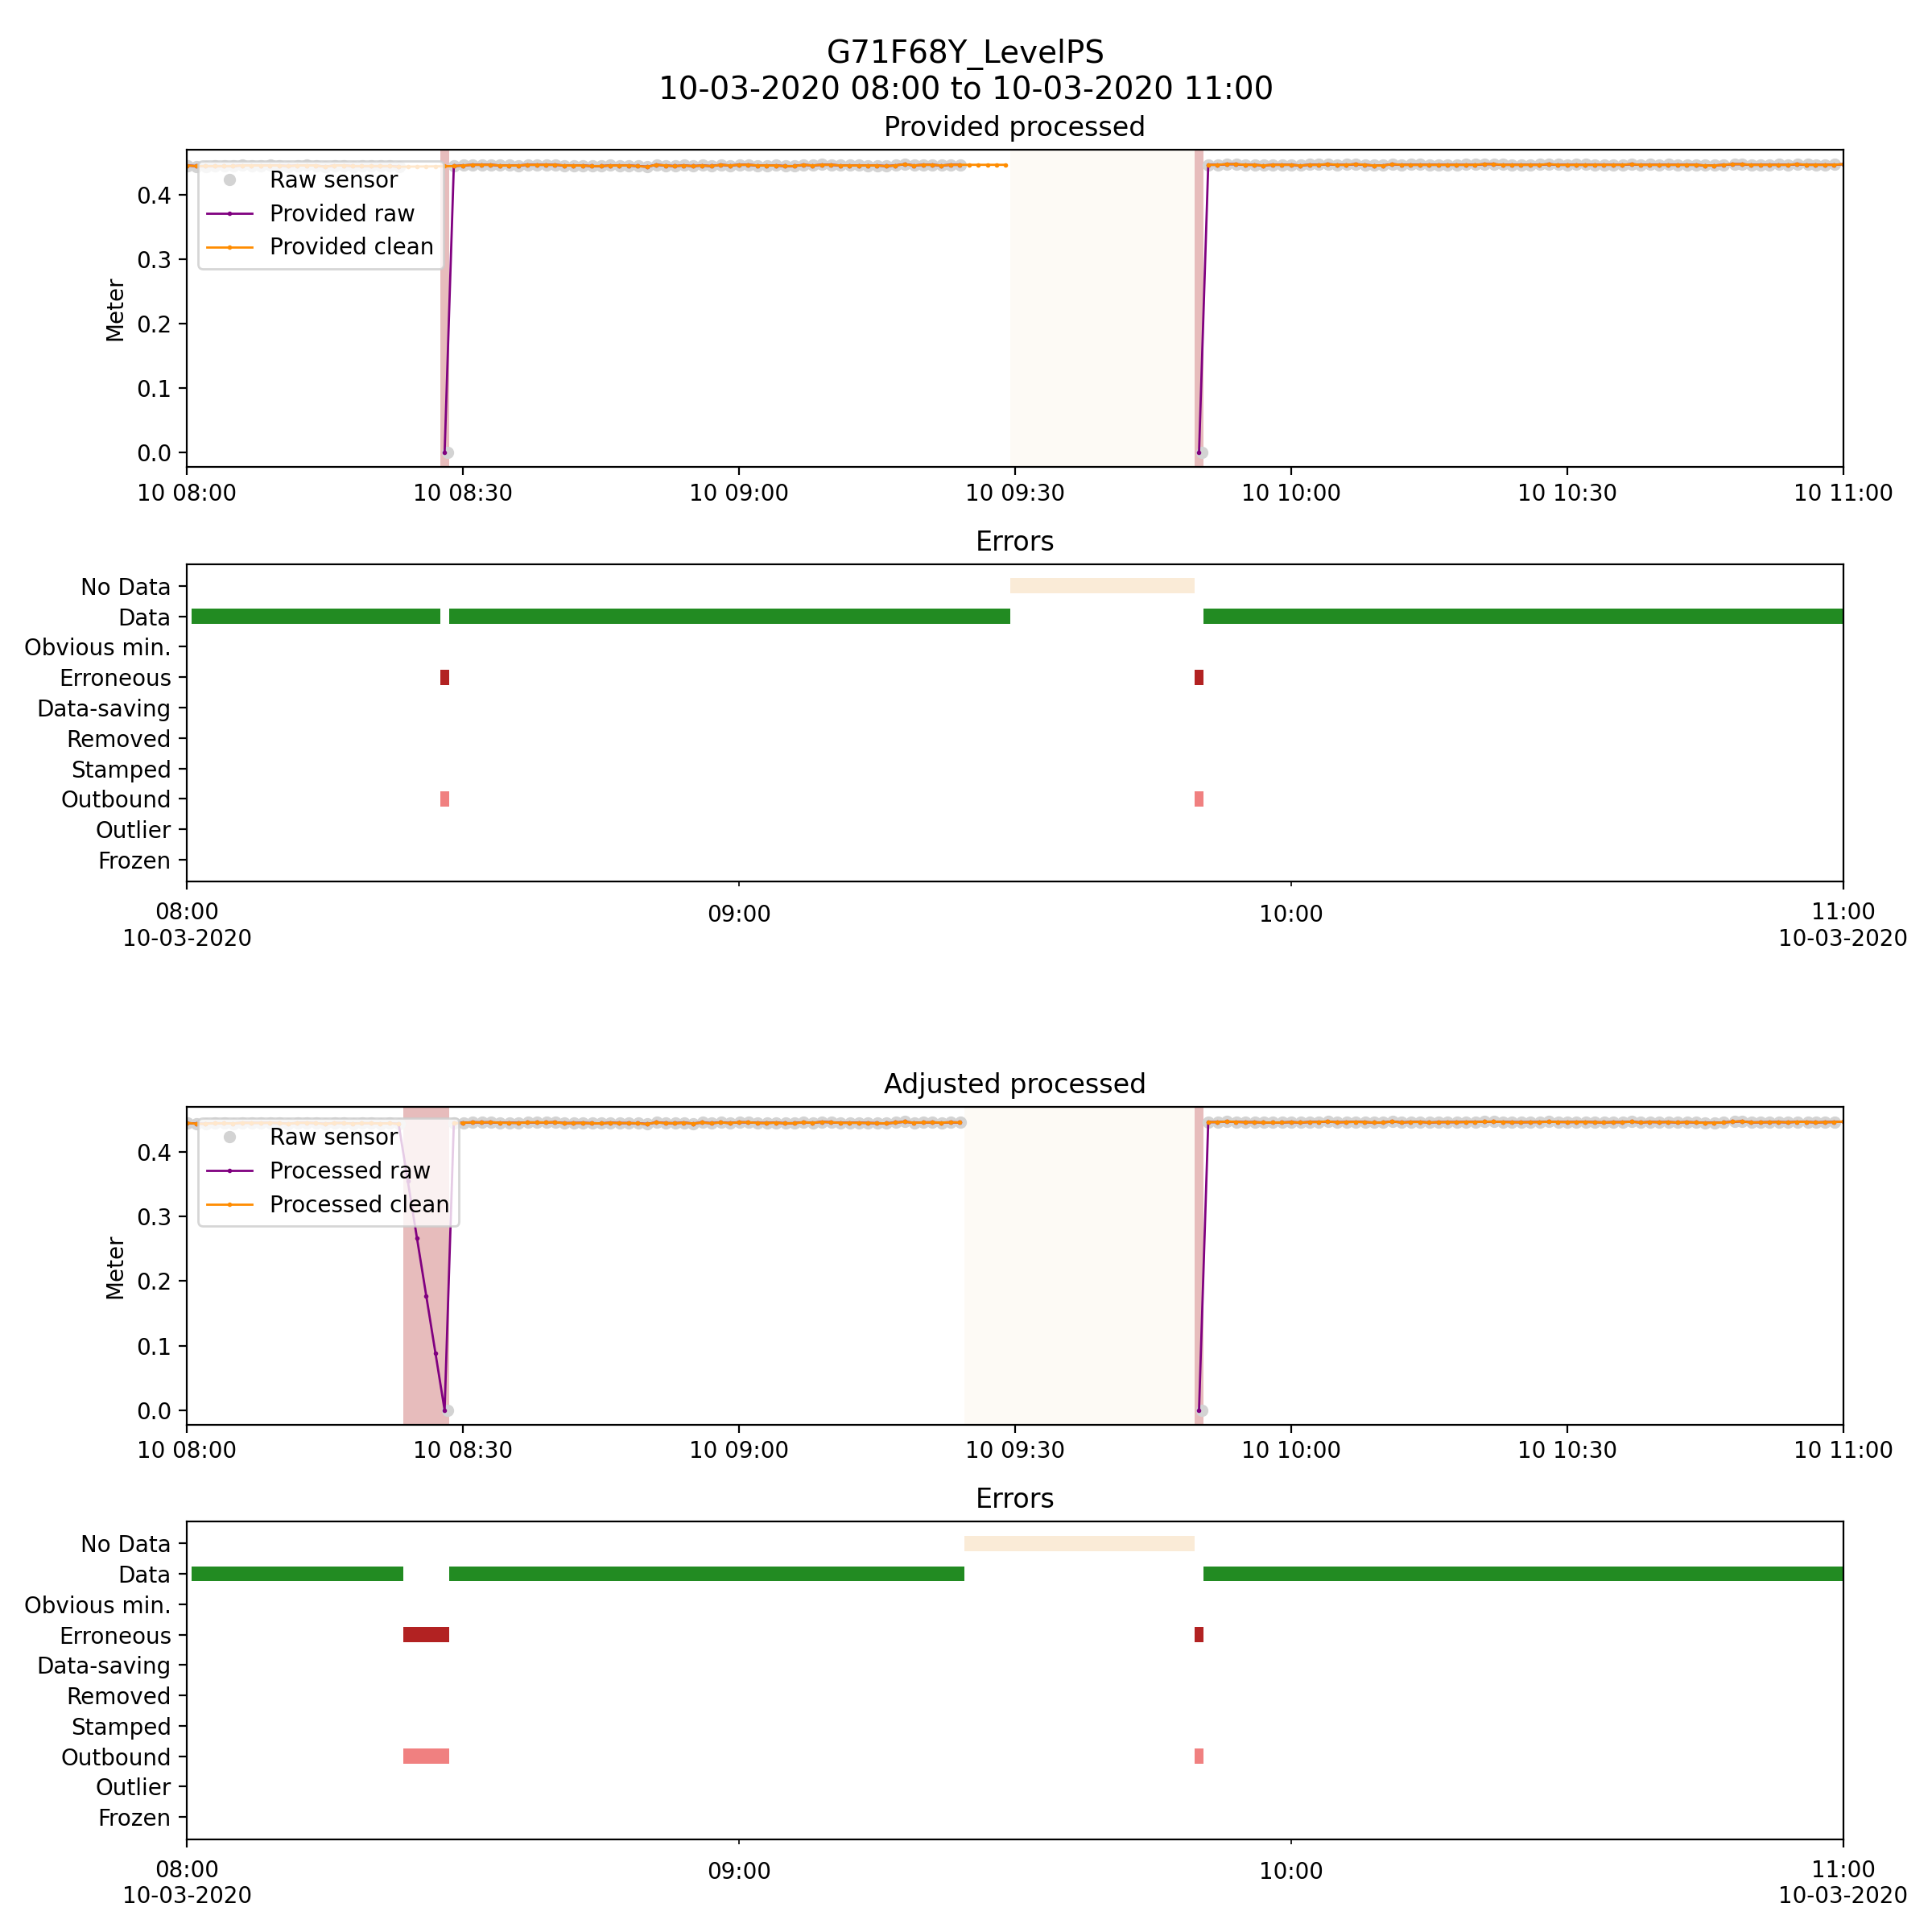 G71F68Y_LevelPS
10-03-2020 08:00 to 10-03-2020 11:00
Provided processed
Meter
0.4
0.3
0.2
0.1
0.0
Raw sensor
Provided raw
Provided clean
10 08:00 10 08:30 10 09:00 10 09:30 10 10:00 10 10:30 10 11:00
Errors
No Data
Data
Obvious min.
Erroneous
Data-saving
Removed
Stamped
Outbound
Outlier
Frozen
08:00 09:00 10:00 11:00
10-03-2020 10-03-2020
Adjusted processed
Meter
0.4
0.3
0.2
0.1
0.0
Raw sensor
Processed raw
Processed clean
10 08:00 10 08:30 10 09:00 10 09:30 10 10:00 10 10:30 10 11:00
Errors
No Data
Data
Obvious min.
Erroneous
Data-saving
Removed
Stamped
Outbound
Outlier
Frozen
08:00 09:00 10:00 11:00
10-03-2020 10-03-2020